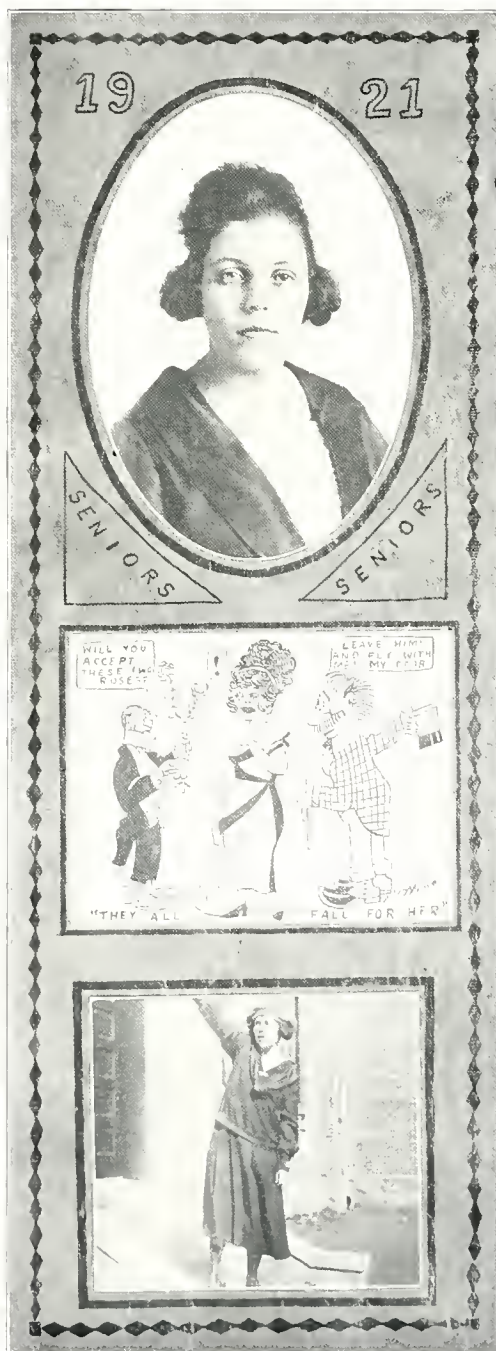 19 21
SENIORS
SENIORS
WILL YOU
ACCEPT
THESE
ROSES?
!
LEAVE HIM!
AND FLY WITH
ME, MY FAIR
"THEY ALL FALL FOR HER"